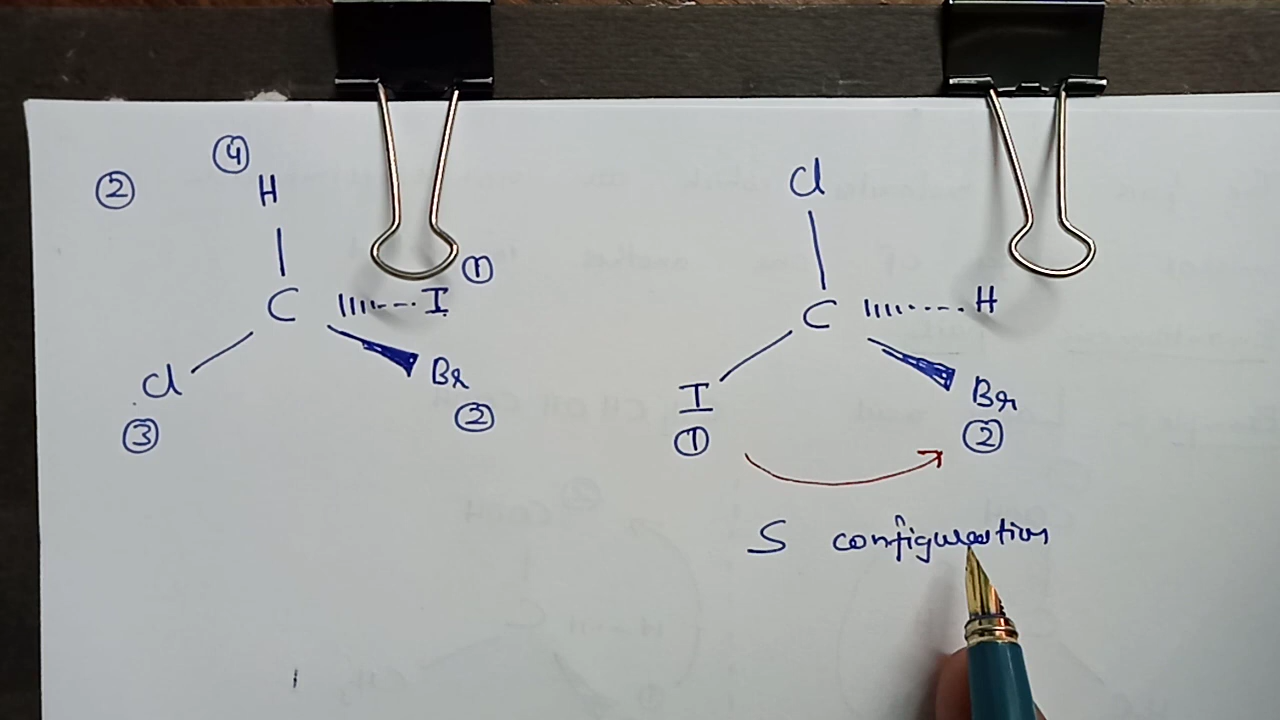 ④
② H Cl
①
C I C H
Cl Br I Br
③ ② ① ②
S configuration